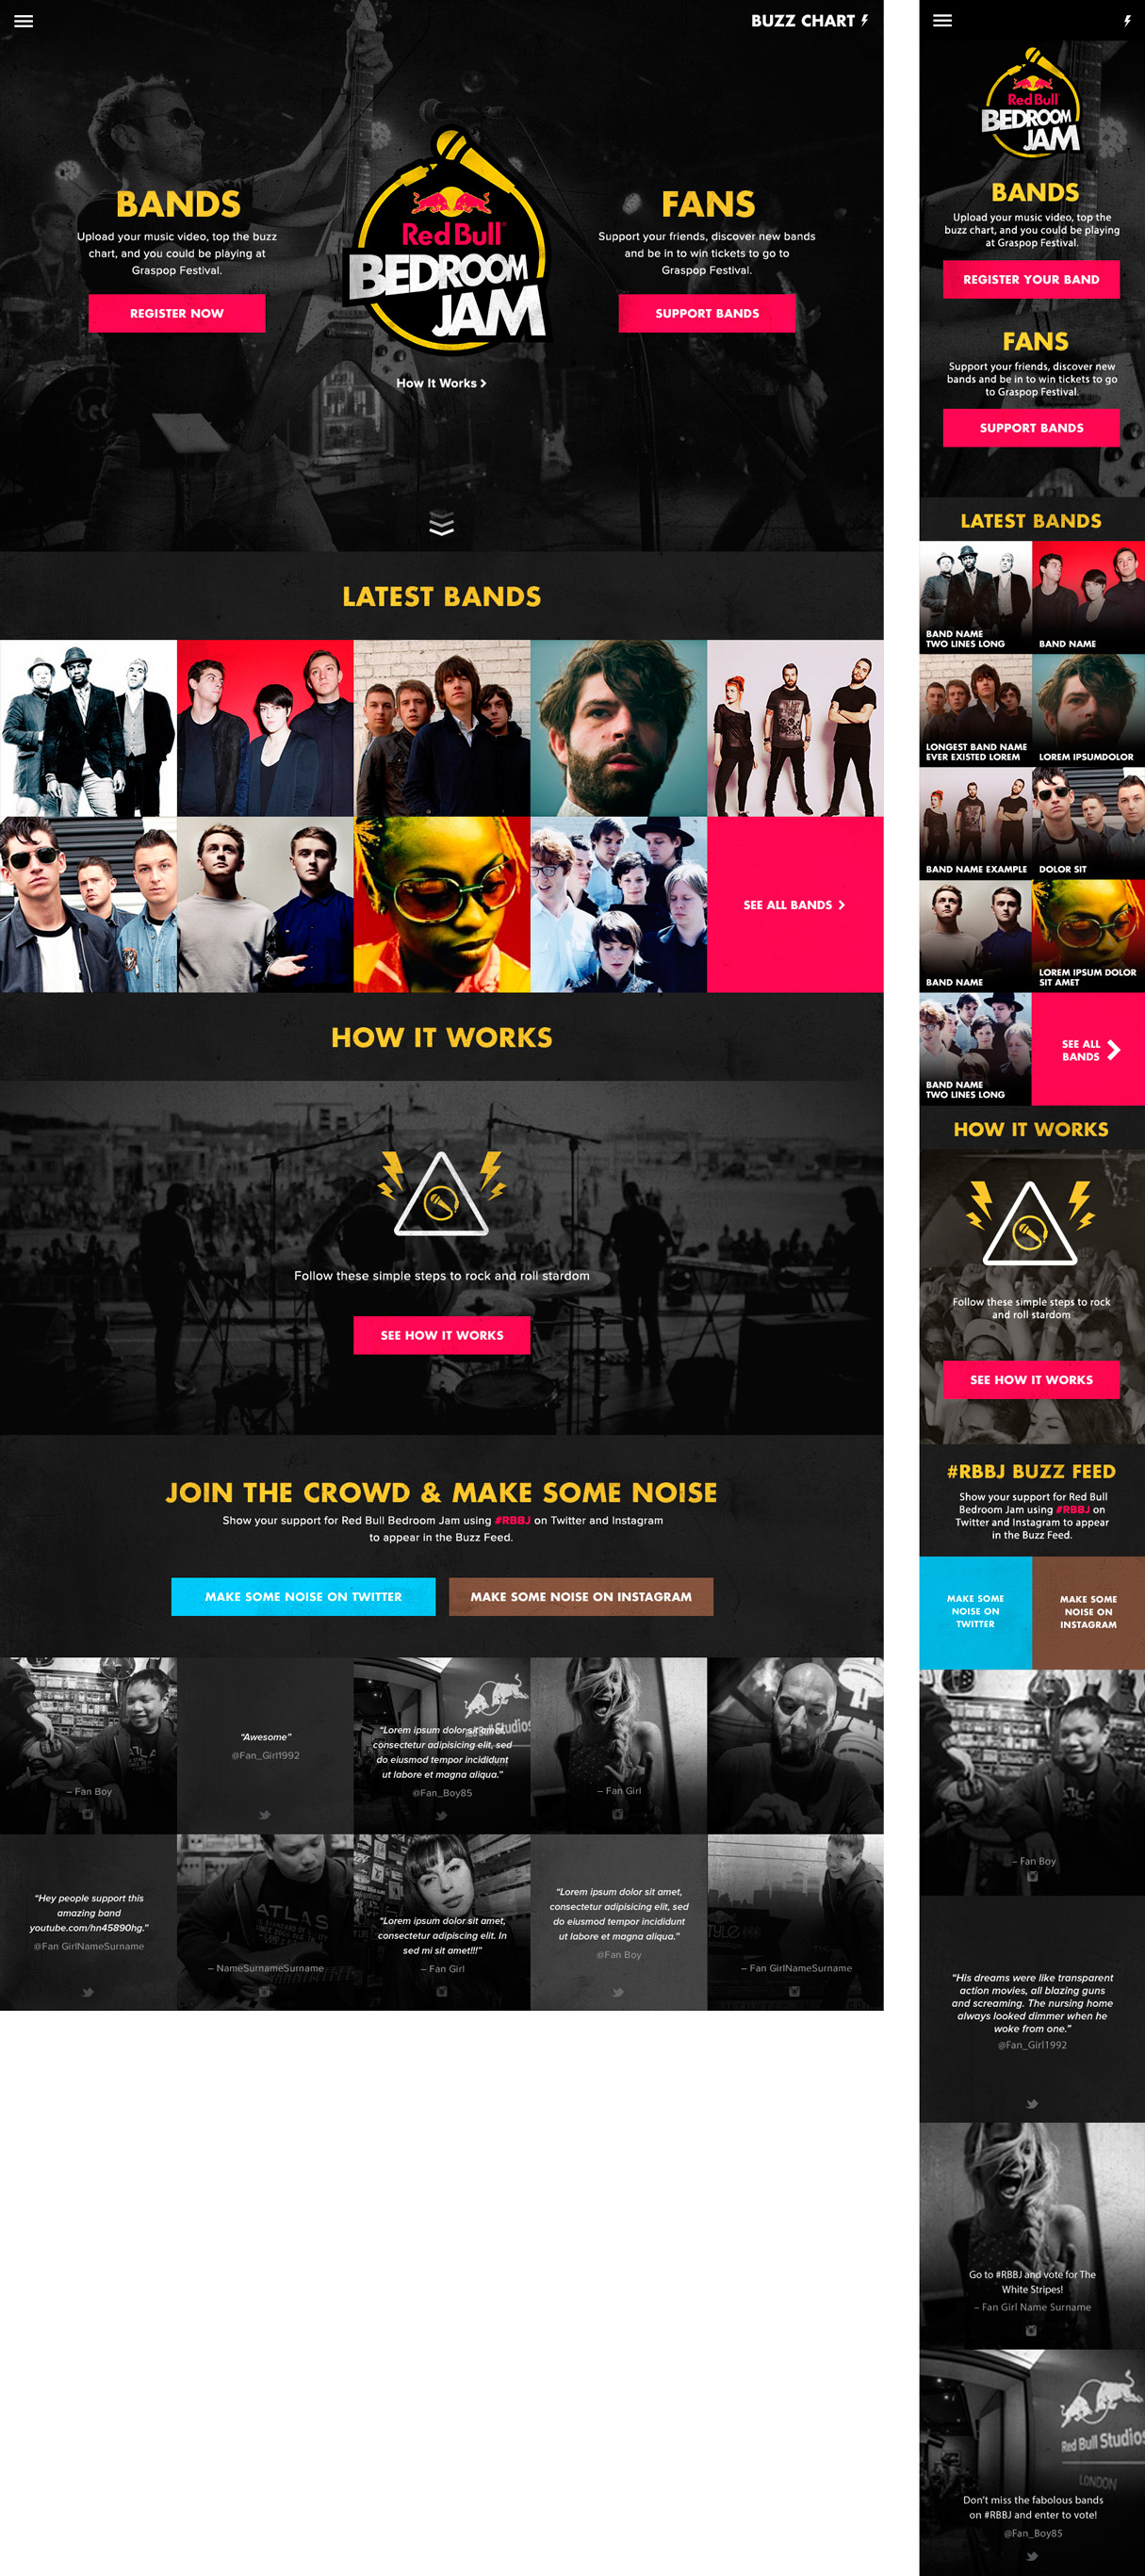 BUZZ CHART
BANDS
Upload your music video, top the buzz
chart, and you could be playing at
Graspop Festival.
REGISTER NOW
Red Bull
BEDROOM
JAM
How It Works
FANS
Support your friends, discover new bands
and be in to win tickets to go to
Graspop Festival.
SUPPORT BANDS
LATEST BANDS
SEE ALL BANDS
HOW IT WORKS
Follow these simple steps to rock and roll stardom
SEE HOW IT WORKS
JOIN THE CROWD & MAKE SOME NOISE
Show your support for Red Bull Bedroom Jam using #RBBJ on Twitter and Instagram
to appear in the Buzz Feed.
MAKE SOME NOISE ON TWITTER
MAKE SOME NOISE ON INSTAGRAM
– Fan Boy
“Awesome”
@Fan_Girl1992
Red Bull Studios
“Lorem ipsum dolor sit amet,
consectetur adipisicing elit, sed
do eiusmod tempor incididunt
ut labore et magna aliqua.”
@Fan_Boy85
– Fan Girl
“Hey people support this
amazing band
youtube.com/hn45890hg.”
@Fan GirlNameSurname
ATLAS
– NameSurnameSurname
“Lorem ipsum dolor sit amet,
consectetur adipiscing elit. In
sed mi sit amet!!!”
– Fan Girl
“Lorem ipsum dolor sit amet,
consectetur adipisicing elit, sed
do eiusmod tempor incididunt
ut labore et magna aliqua.”
@Fan Boy
– Fan GirlNameSurname
Red Bull
BEDROOM
JAM
BANDS
Upload your music video, top the
buzz chart, and you could be playing
at Graspop Festival.
REGISTER YOUR BAND
FANS
Support your friends, discover new
bands and be in to win tickets to go
to Graspop Festival.
SUPPORT BANDS
LATEST BANDS
BAND NAME
TWO LINES LONG
BAND NAME
LONGEST BAND NAME
EVER EXISTED LOREM
LOREM IPSUMDOLOR
BAND NAME EXAMPLE
DOLOR SIT
BAND NAME
LOREM IPSUM DOLOR
SIT AMET
BAND NAME
TWO LINES LONG
SEE ALL
BANDS
HOW IT WORKS
Follow these simple steps to rock
and roll stardom
SEE HOW IT WORKS
#RBBJ BUZZ FEED
Show your support for Red Bull
Bedroom Jam using #RBBJ on
Twitter and Instagram to appear
in the Buzz Feed.
MAKE SOME
NOISE ON
TWITTER
MAKE SOME
NOISE ON
INSTAGRAM
– Fan Boy
“His dreams were like transparent
action movies, all blazing guns
and screaming. The nursing home
always looked dimmer when he
woke from one.”
@Fan_Girl1992
Go to #RBBJ and vote for The
White Stripes!
– Fan Girl Name Surname
Red Bull Studios
LONDON
Don't miss the fabolous bands
on #RBBJ and enter to vote!
@Fan_Boy85